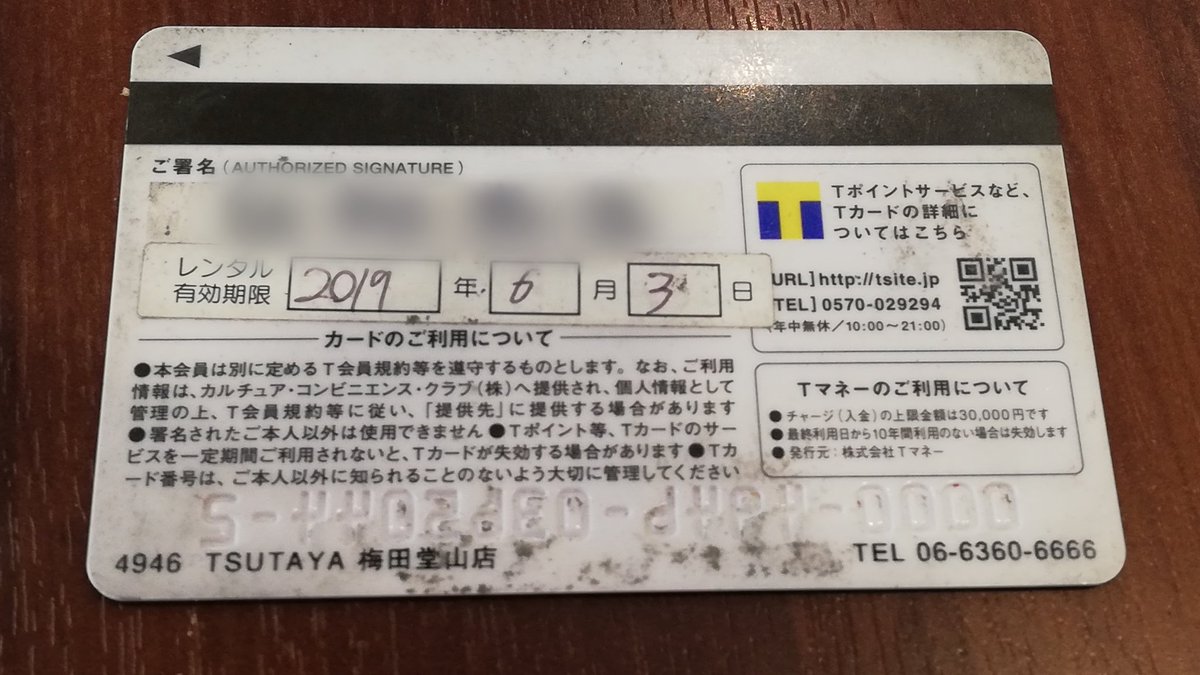 ご署名(AUTHORIZED SIGNATURE)
レンタル
有効期限 2019 年 6 月 3 日
カードのご利用について
●本会員は別に定めるT会員規約等を遵守するものとします。なお、ご利用
情報は、カルチュア・コンビニエンス・クラブ(株)へ提供され、個人情報として
管理の上、T会員規約等に従い、「提供先」に提供する場合があります
●署名されたご本人以外は使用できません●Tポイント等、Tカードのサー
ビスを一定期間ご利用されないと、Tカードが失効する場合があります●Tカ
ード番号は、ご本人以外に知られることのないよう大切に管理してください
T
Tポイントサービスなど、
Tカードの詳細に
ついてはこちら
URL]http://tsite.jp
TEL]0570-029294
(年中無休/10:00〜21:00)
Tマネーのご利用について
●チャージ(入金)の上限金額は30,000円です
●最終利用日から10年間利用のない場合は失効します
●発行元:株式会社Tマネー
4946 TSUTAYA 梅田堂山店
TEL 06-6360-6666